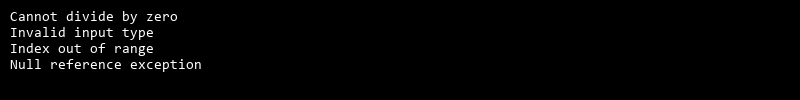 Cannot divide by zero
Invalid input type
Index out of range
Null reference exception